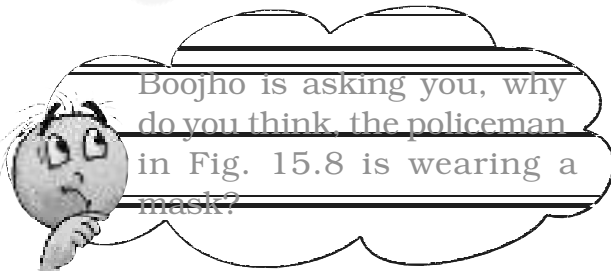 Boojho is asking you, why
do you think, the policeman
in Fig. 15.8 is wearing a
mask?